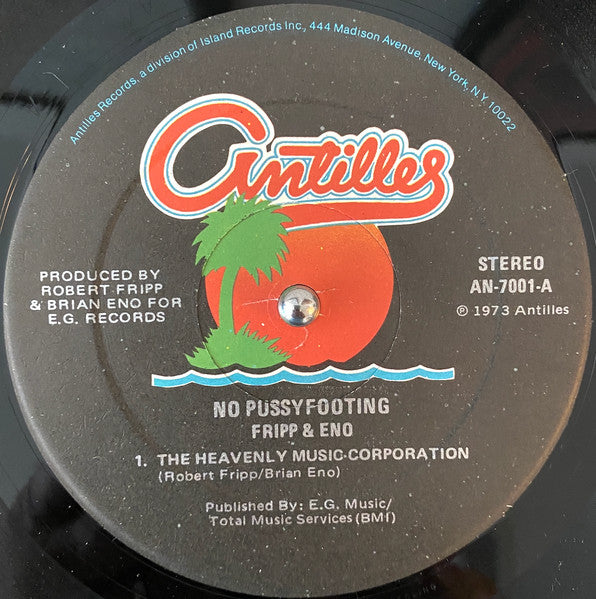 Antilles Records, a division of Island Records Inc., 444 Madison Avenue, New York, N.Y. 10022
Antilles
PRODUCED BY
ROBERT FRIPP
& BRIAN ENO FOR
E.G. RECORDS
STEREO
AN-7001-A
℗ 1973 Antilles
NO PUSSYFOOTING
FRIPP & ENO
1. THE HEAVENLY MUSIC CORPORATION
(Robert Fripp/Brian Eno)
Published By: E.G. Music/
Total Music Services (BMI)